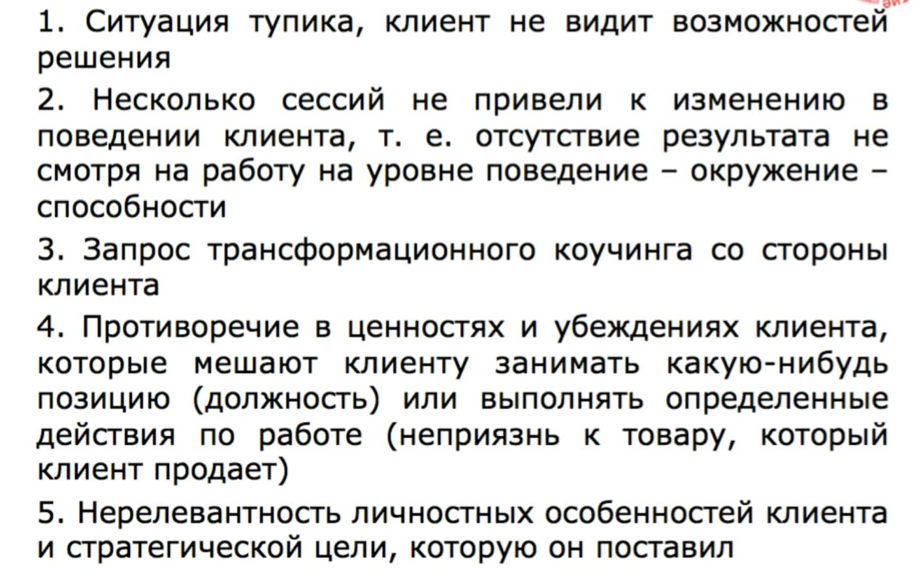 1. Ситуация тупика, клиент не видит возможностей
решения
2. Несколько сессий не привели к изменению в
поведении клиента, т. е. отсутствие результата не
смотря на работу на уровне поведение – окружение –
способности
3. Запрос трансформационного коучинга со стороны
клиента
4. Противоречие в ценностях и убеждениях клиента,
которые мешают клиенту занимать какую-нибудь
позицию (должность) или выполнять определенные
действия по работе (неприязнь к товару, который
клиент продает)
5. Нерелевантность личностных особенностей клиента
и стратегической цели, которую он поставил